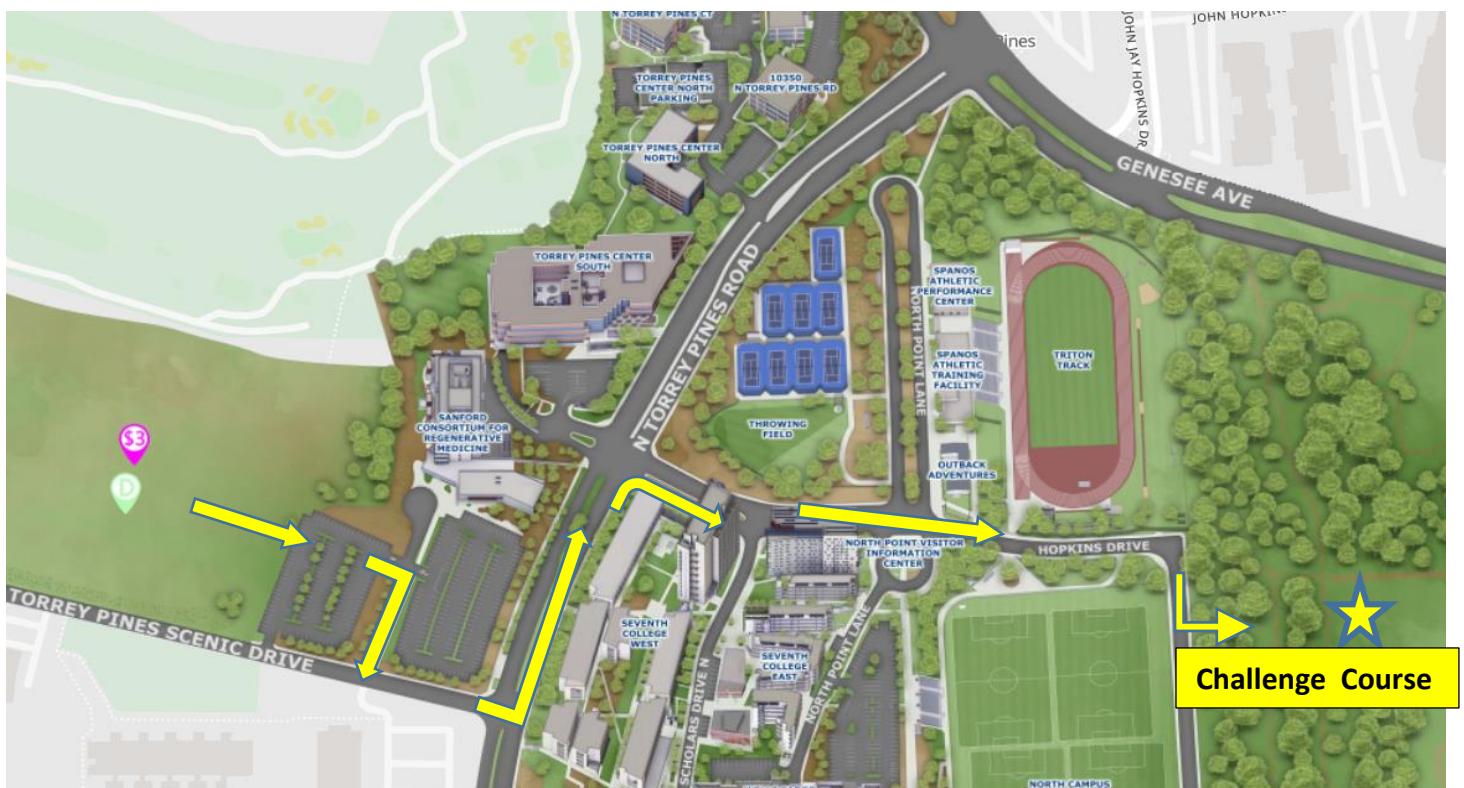 N TORREY PINES CT
JOHN HOPKINS
JOHN JAY HOPKINS DR
Pines
TORREY PINES
CENTER NORTH
PARKING
10350
N TORREY PINES RD
TORREY PINES CENTER
NORTH
GENESEE AVE
TORREY PINES CENTER
SOUTH
N TORREY PINES ROAD
SPANOS
ATHLETIC
PERFORMANCE
CENTER
NORTH POINT LANE
SPANOS
ATHLETIC
TRAINING
FACILITY
TRITON
TRACK
SANFORD
CONSORTIUM FOR
REGENERATIVE
MEDICINE
THROWING
FIELD
S3
D
OUTBACK
ADVENTURES
NORTH POINT VISITOR
INFORMATION
CENTER
HOPKINS DRIVE
TORREY PINES SCENIC DRIVE
SEVENTH
COLLEGE
WEST
SCHOLARS DRIVE N
SEVENTH
COLLEGE
EAST
NORTH POINT LANE
Challenge Course
NORTH CAMPUS